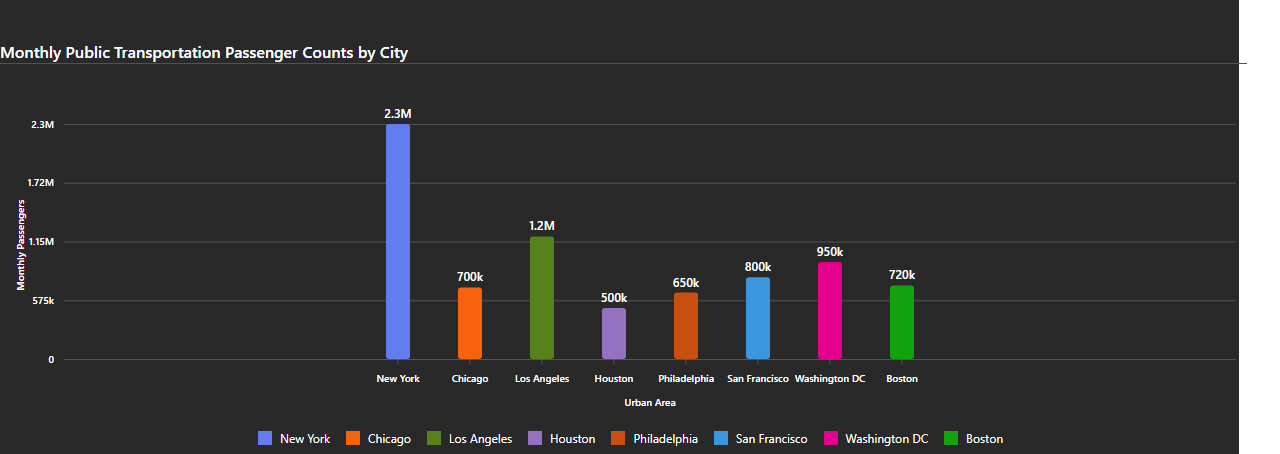 Monthly Public Transportation Passenger Counts by City
2.3M
1.72M
1.15M
575k
0
Monthly Passengers
2.3M
700k
1.2M
500k
650k
800k
950k
720k
New York
Chicago
Los Angeles
Houston
Philadelphia
San Francisco
Washington DC
Boston
Urban Area
New York
Chicago
Los Angeles
Houston
Philadelphia
San Francisco
Washington DC
Boston